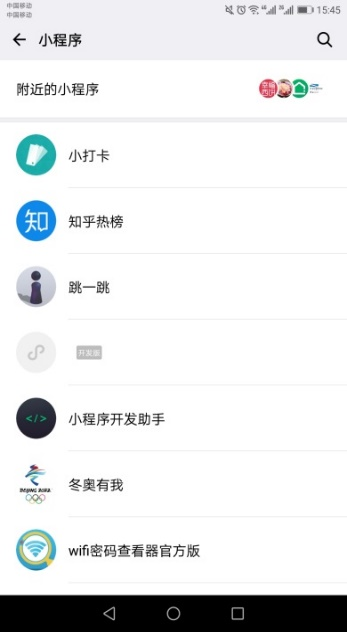 中国移动
中国移动
15:45
小程序
附近的小程序
小打卡
知
知乎热榜
跳一跳
开发版
</>
小程序开发助手
BEIJING 2022
冬奥有我
wifi密码查看器官方版